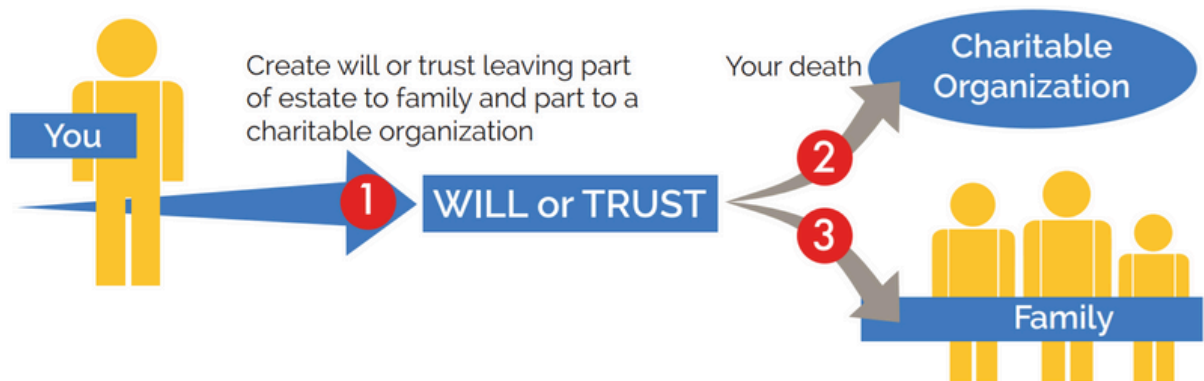 You
Create will or trust leaving part
of estate to family and part to a
charitable organization
1
WILL or TRUST
Your death
2
Charitable
Organization
3
Family